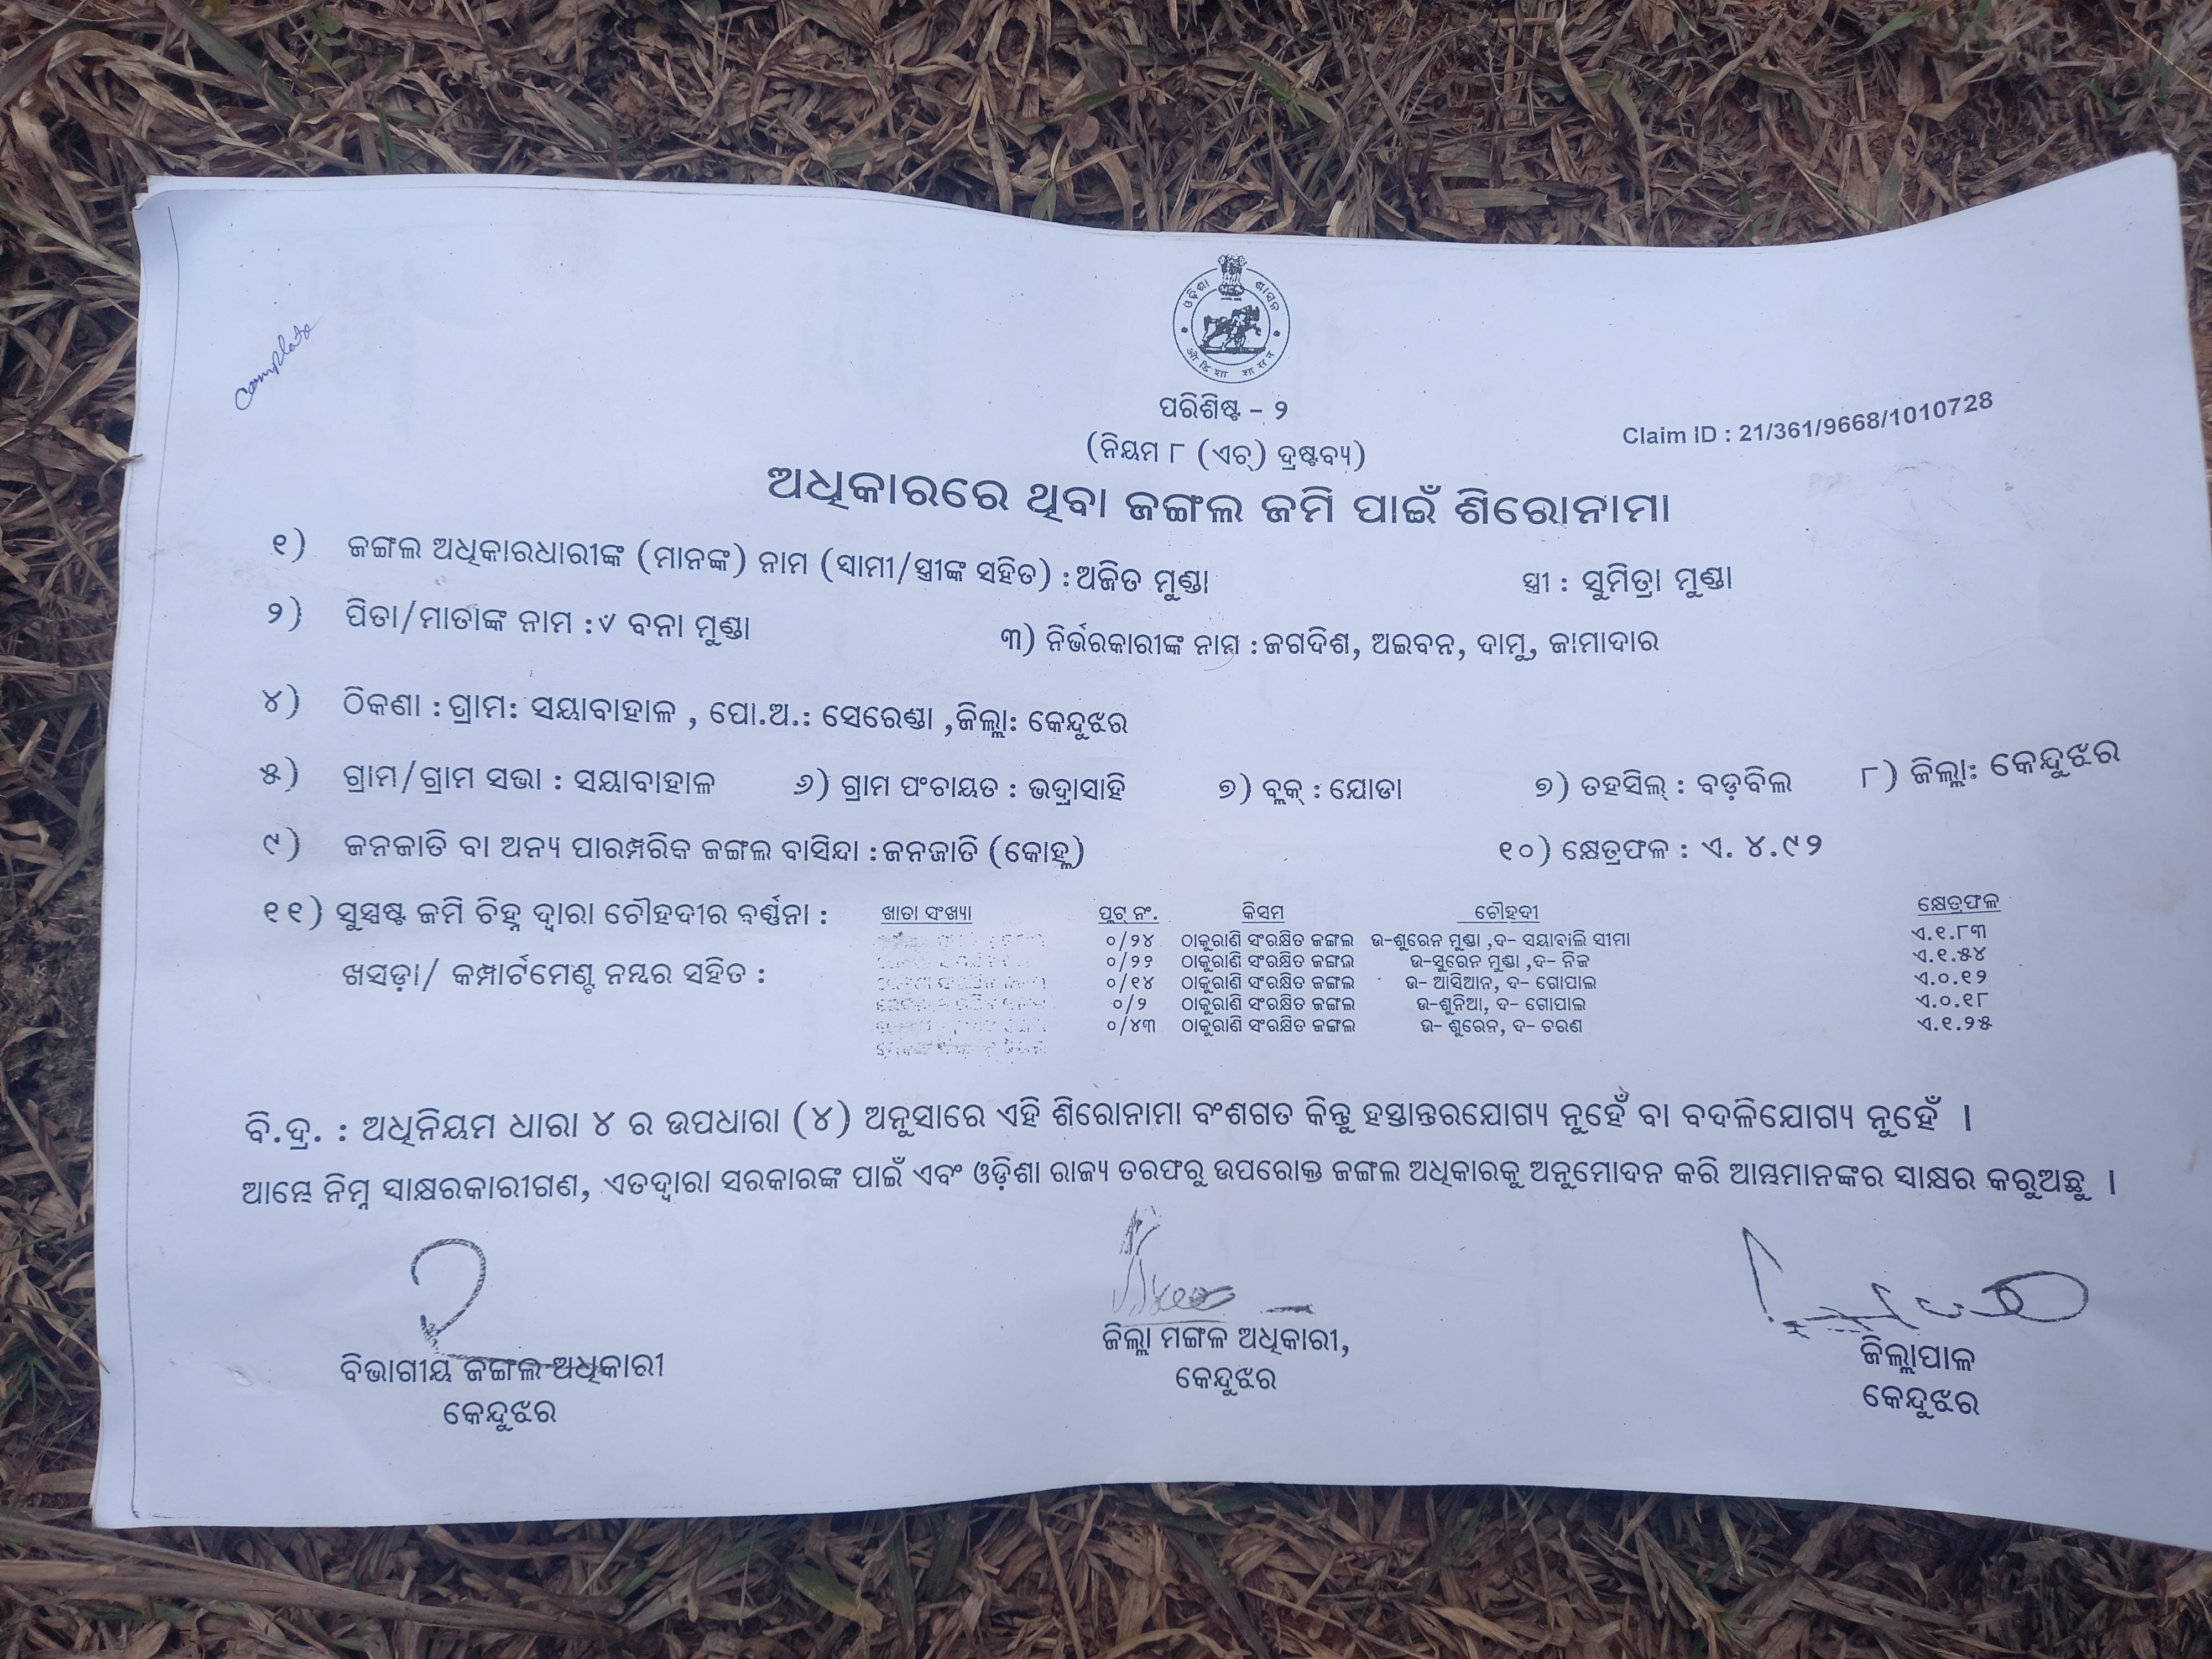 Complete
ଓଡ଼ିଶା ଶାସନ
ओडिशा शासन
ପରିଶିଷ୍ଟ - ୨
Claim ID : 21/361/9668/1010728
(ନିୟମ ୮ (ଏଚ୍) ଦ୍ରଷ୍ଟବ୍ୟ)
ଅଧିକାରରେ ଥିବା ଜଙ୍ଗଲ ଜମି ପାଇଁ ଶିରୋନାମା
୧) ଜଙ୍ଗଲ ଅଧିକାରଧାରୀଙ୍କ (ମାନଙ୍କ) ନାମ (ସ୍ୱାମୀ/ସ୍ତ୍ରୀଙ୍କ ସହିତ) : ଅଜିତ ମୁଣ୍ଡା ସ୍ତ୍ରୀ : ସୁମିତ୍ରା ମୁଣ୍ଡା
୨) ପିତା/ମାତାଙ୍କ ନାମ : ୰ ବନା ମୁଣ୍ଡା ୩) ନିର୍ଭରକାରୀଙ୍କ ନାମ : ଜଗଦିଶ, ଅଇବନ, ଦାମୁ, ଜାମାଦାର
୪) ଠିକଣା : ଗ୍ରାମ: ସୟାବାହାଳ , ପୋ.ଅ.: ସେରେଣ୍ଡା ,ଜିଲ୍ଲା: କେନ୍ଦୁଝର
୫) ଗ୍ରାମ/ଗ୍ରାମ ସଭା : ସୟାବାହାଳ ୬) ଗ୍ରାମ ପଂଚାୟତ : ଭଦ୍ରାସାହି ୭) ବ୍ଲକ୍ : ଯୋଡା ୭) ତହସିଲ୍ : ବଡ଼ବିଲ ୮) ଜିଲ୍ଲା: କେନ୍ଦୁଝର
୯) ଜନଜାତି ବା ଅନ୍ୟ ପାରମ୍ପରିକ ଜଙ୍ଗଲ ବାସିନ୍ଦା : ଜନଜାତି (କୋହ୍ଲ) ୧୦) କ୍ଷେତ୍ରଫଳ : ଏ. ୪.୯୨
୧୧) ସୁସ୍ପଷ୍ଟ ଜମି ଚିହ୍ନ ଦ୍ୱାରା ଚୌହଦୀର ବର୍ଣ୍ଣନା : ଖାତା ସଂଖ୍ୟା ପ୍ଲଟ୍ ନଂ. କିସମ ଚୌହଦୀ କ୍ଷେତ୍ରଫଳ
୦/୨୪ ଠାକୁରାଣି ସଂରକ୍ଷିତ ଜଙ୍ଗଲ ଉ-ଶୁରେନ ମୁଣ୍ଡା ,ଦ- ସୟାବାଲି ସୀମା ଏ.୧.୮୩
୦/୨୨ ଠାକୁରାଣି ସଂରକ୍ଷିତ ଜଙ୍ଗଲ ଉ-ସୁରେନ ମୁଣ୍ଡା ,ଦ- ନିଜ ଏ.୧.୫୪
ଖସଡ଼ା/ କମ୍ପାର୍ଟମେଣ୍ଟ ନମ୍ବର ସହିତ : ୦/୧୪ ଠାକୁରାଣି ସଂରକ୍ଷିତ ଜଙ୍ଗଲ ଉ- ଆସିଆନ, ଦ- ଗୋପାଲ ଏ.୦.୧୨
୦/୨ ଠାକୁରାଣି ସଂରକ୍ଷିତ ଜଙ୍ଗଲ ଉ-ଶୁନିଆ, ଦ- ଗୋପାଲ ଏ.୦.୧୮
୦/୪୩ ଠାକୁରାଣି ସଂରକ୍ଷିତ ଜଙ୍ଗଲ ଉ- ଶୁରେନ, ଦ- ଚରଣ ଏ.୧.୨୫
ବି.ଦ୍ର. : ଅଧିନିୟମ ଧାରା ୪ ର ଉପଧାରା (୪) ଅନୁସାରେ ଏହି ଶିରୋନାମା ବଂଶଗତ କିନ୍ତୁ ହସ୍ତାନ୍ତରଯୋଗ୍ୟ ନୁହେଁ ବା ବଦଳିଯୋଗ୍ୟ ନୁହେଁ ।
ଆମ୍ଭେ ନିମ୍ନ ସ୍ୱାକ୍ଷରକାରୀଗଣ, ଏତଦ୍ୱାରା ସରକାରଙ୍କ ପାଇଁ ଏବଂ ଓଡ଼ିଶା ରାଜ୍ୟ ତରଫରୁ ଉପରୋକ୍ତ ଜଙ୍ଗଲ ଅଧିକାରକୁ ଅନୁମୋଦନ କରି ଆମ୍ଭମାନଙ୍କର ସ୍ୱାକ୍ଷର କରୁଅଛୁ ।
ବିଭାଗୀୟ ଜଙ୍ଗଲ ଅଧିକାରୀ
କେନ୍ଦୁଝର
ଜିଲ୍ଲା ମଙ୍ଗଳ ଅଧିକାରୀ,
କେନ୍ଦୁଝର
ଜିଲ୍ଲାପାଳ
କେନ୍ଦୁଝର